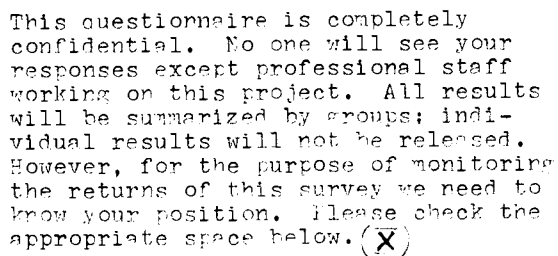 This questionnaire is completely
confidential. No one will see your
responses except professional staff
working on this project. All results
will be summarized by groups; indi-
vidual results will not be released.
However, for the purpose of monitoring
the returns of this survey we need to
know your position. Please check the
appropriate space below. (X)